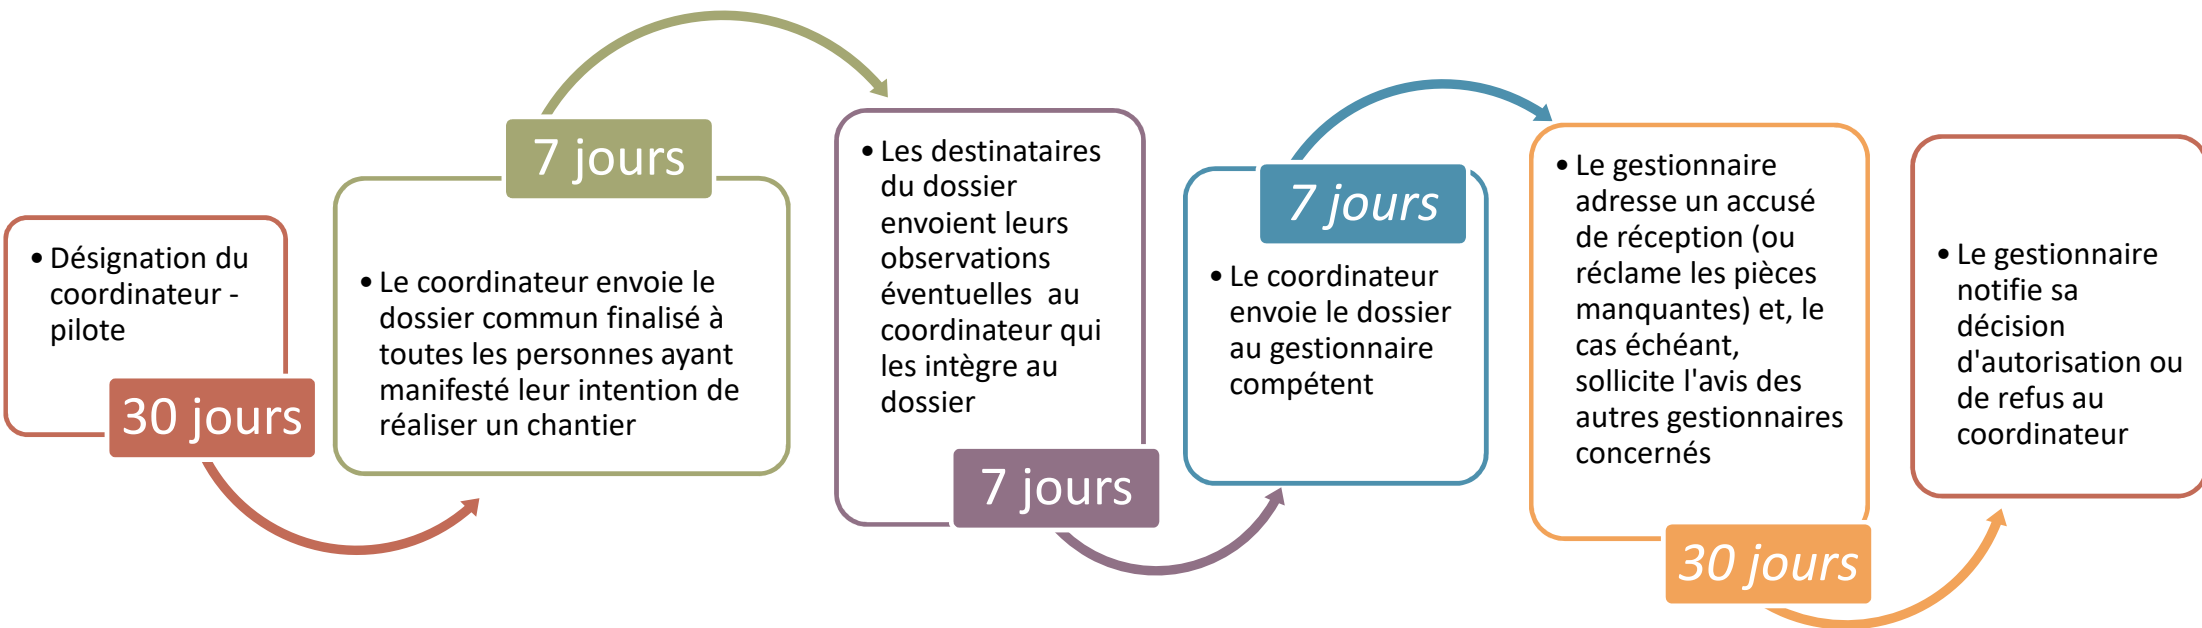 • Désignation du
coordinateur -
pilote
30 jours
7 jours
• Le coordinateur envoie le
dossier commun finalisé à
toutes les personnes ayant
manifesté leur intention de
réaliser un chantier
• Les destinataires
du dossier
envoient leurs
observations
éventuelles au
coordinateur qui
les intègre au
dossier
7 jours
7 jours
• Le coordinateur
envoie le dossier
au gestionnaire
compétent
• Le gestionnaire
adresse un accusé
de réception (ou
réclame les pièces
manquantes) et, le
cas échéant,
sollicite l'avis des
autres gestionnaires
concernés
30 jours
• Le gestionnaire
notifie sa
décision
d'autorisation ou
de refus au
coordinateur